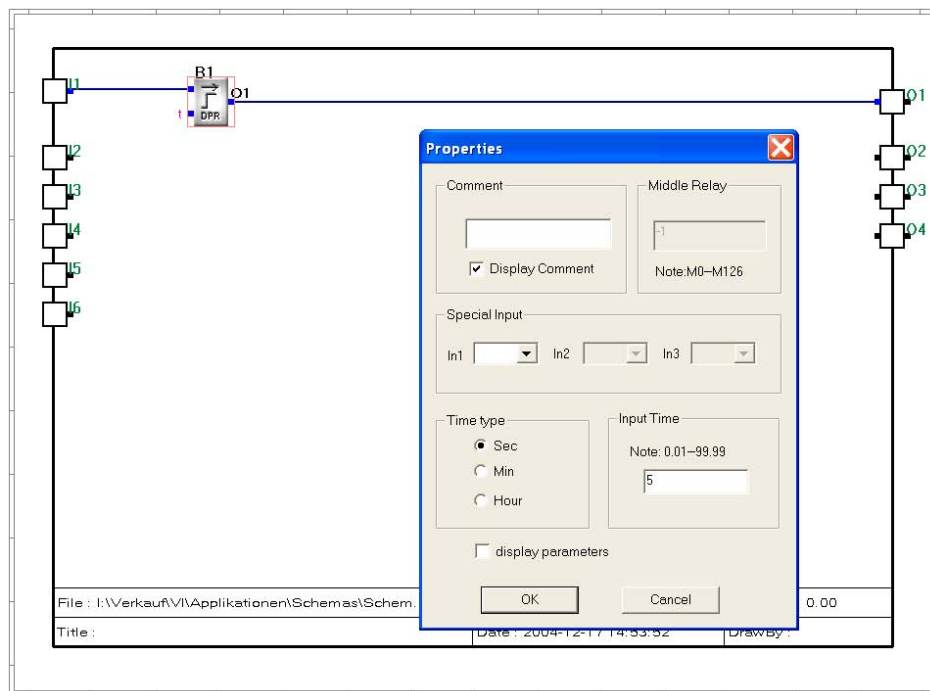 B1
I1
O1
t
DPR
O1
I2
O2
I3
O3
I4
O4
I5
I6
Properties
Comment
Middle Relay
-1
Display Comment
Note:M0–M126
Special Input
In1
In2
In3
Time type
Input Time
Sec
Note: 0.01–99.99
Min
5
Hour
display parameters
OK
Cancel
File : I:\Verkauf\VI\Applikationen\Schemas\Schem.
0.00
Title :
Date : 2004-12-17 14:53:52
DrawBy :